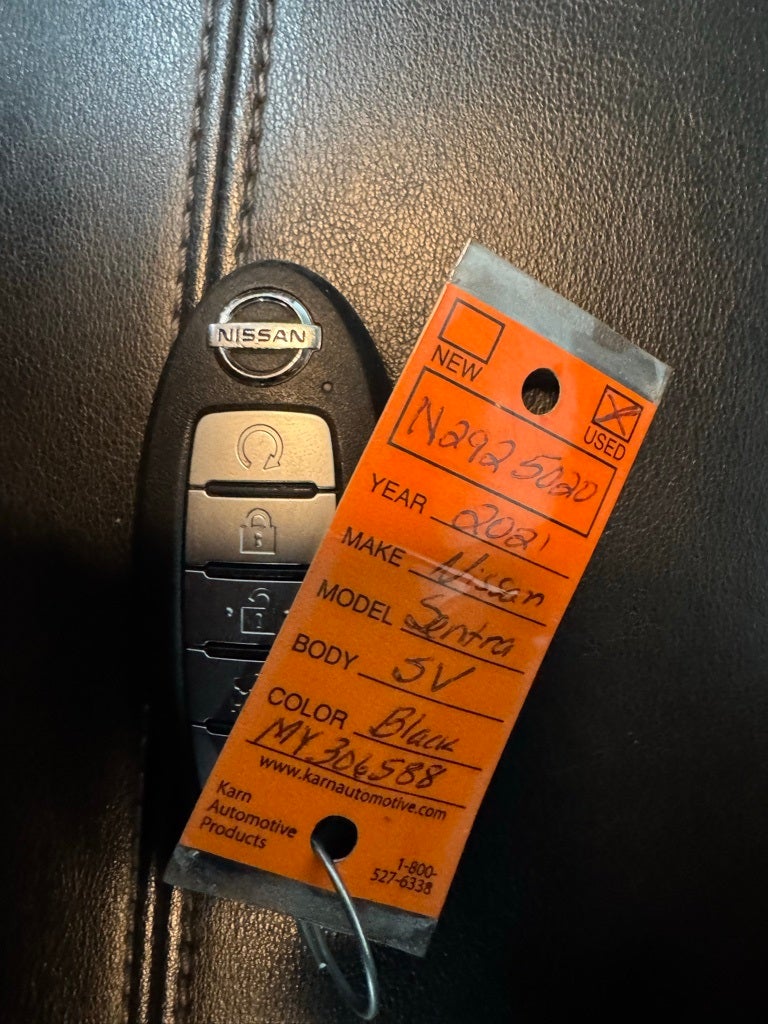 NISSAN
NEW
USED
N2925020
YEAR 2021
MAKE Nissan
MODEL Sentra
BODY SV
COLOR Black
MY306588
www.karnautomotive.com
Karn
Automotive
Products
1-800-
527-6338